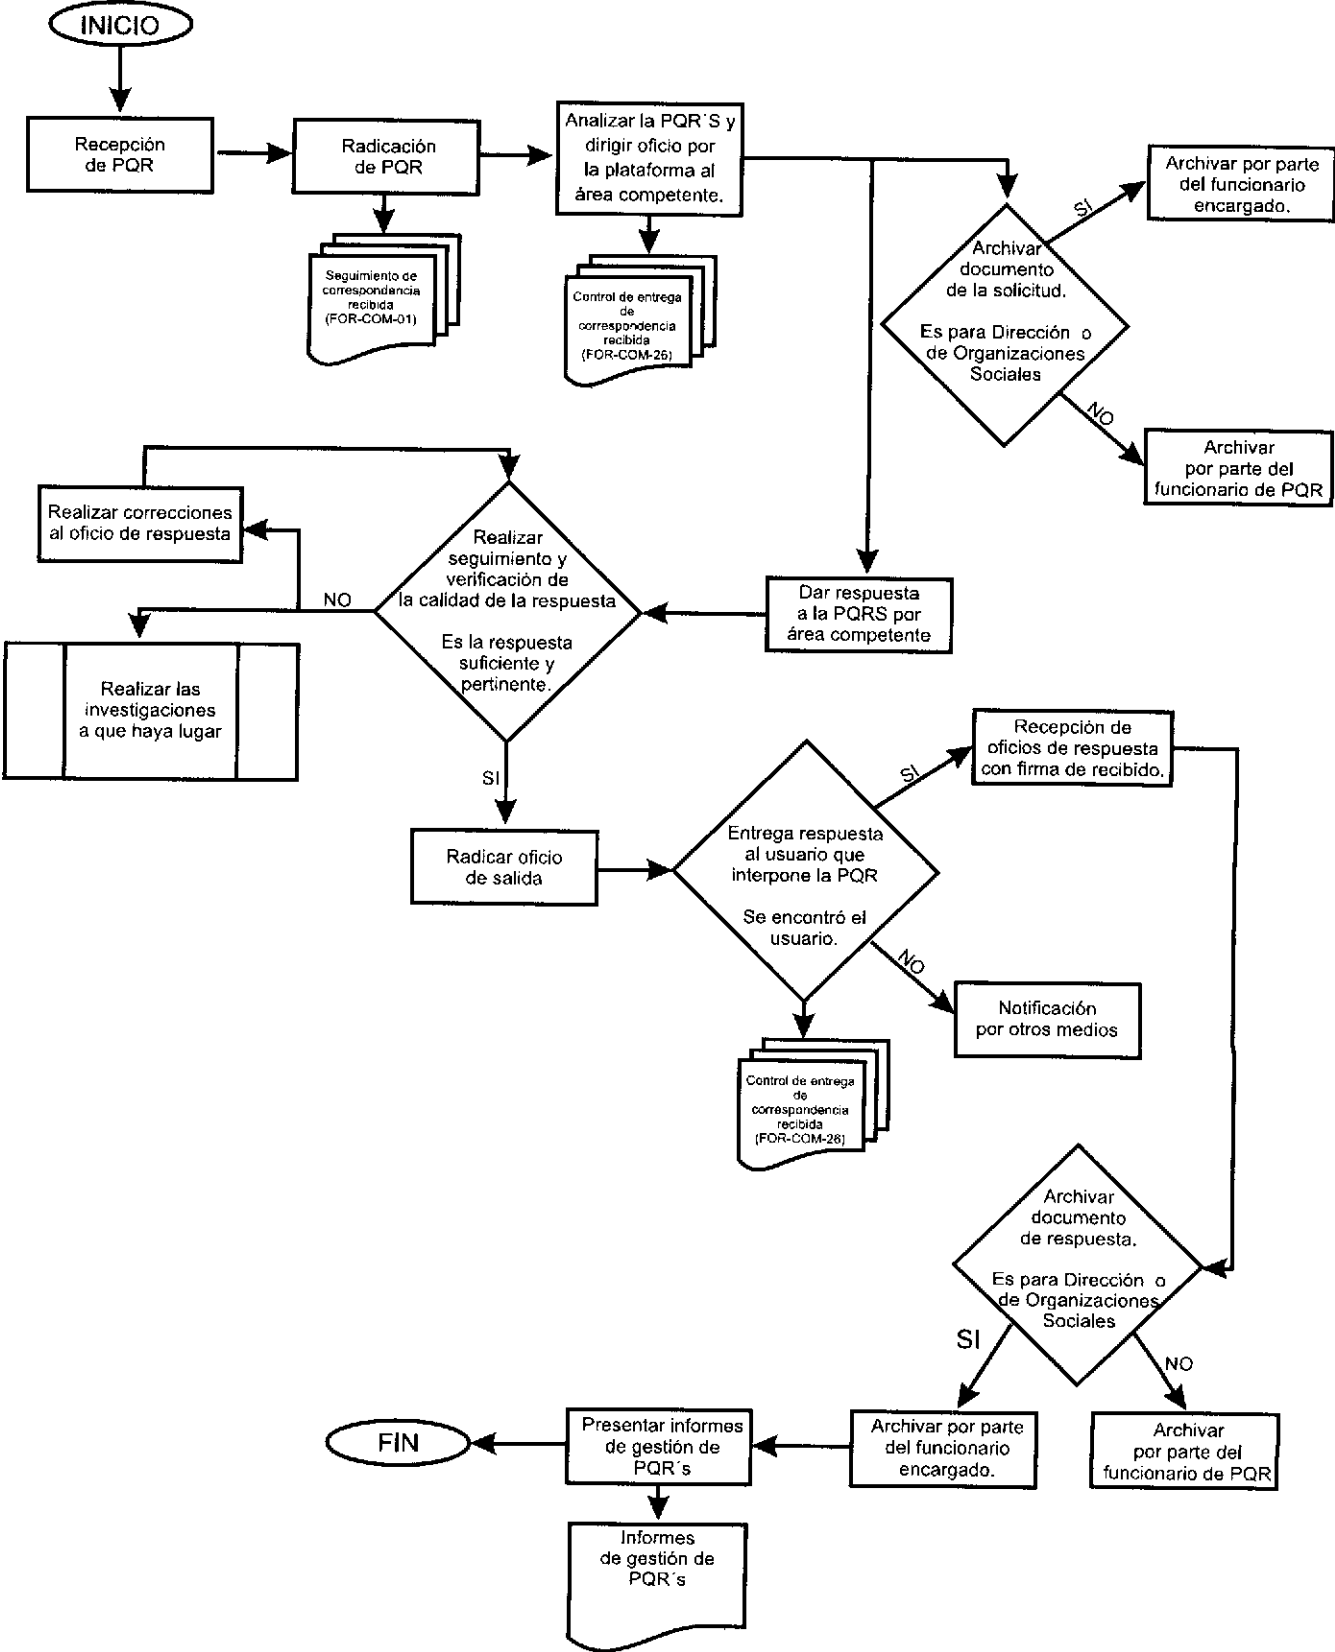 INICIO
Recepción
de PQR
Radicación
de PQR
Analizar la PQR´S y
dirigir oficio por
la plataforma al
área competente.
Archivar por parte
del funcionario
encargado.
SI
Seguimiento de
correspondencia
recibida
(FOR-COM-01)
Control de entrega
de
correspondencia
recibida
(FOR-COM-26)
Archivar
documento
de la solicitud.
Es para Dirección o
de Organizaciones
Sociales
NO
Archivar
por parte del
funcionario de PQR
Realizar correcciones
al oficio de respuesta
Realizar
seguimiento y
verificación de
la calidad de la respuesta
Es la respuesta
suficiente y
pertinente.
NO
Dar respuesta
a la PQRS por
área competente
Realizar las
investigaciones
a que haya lugar
SI
Recepción de
oficios de respuesta
con firma de recibido.
SI
Radicar oficio
de salida
Entrega respuesta
al usuario que
interpone la PQR
Se encontró el
usuario.
NO
Notificación
por otros medios
Control de entrega
de
correspondencia
recibida
(FOR-COM-26)
Archivar
documento
de respuesta.
Es para Dirección o
de Organizaciones
Sociales
SI
NO
FIN
Presentar informes
de gestión de
PQR´s
Archivar por parte
del funcionario
encargado.
Archivar
por parte del
funcionario de PQR
Informes
de gestión de
PQR´s